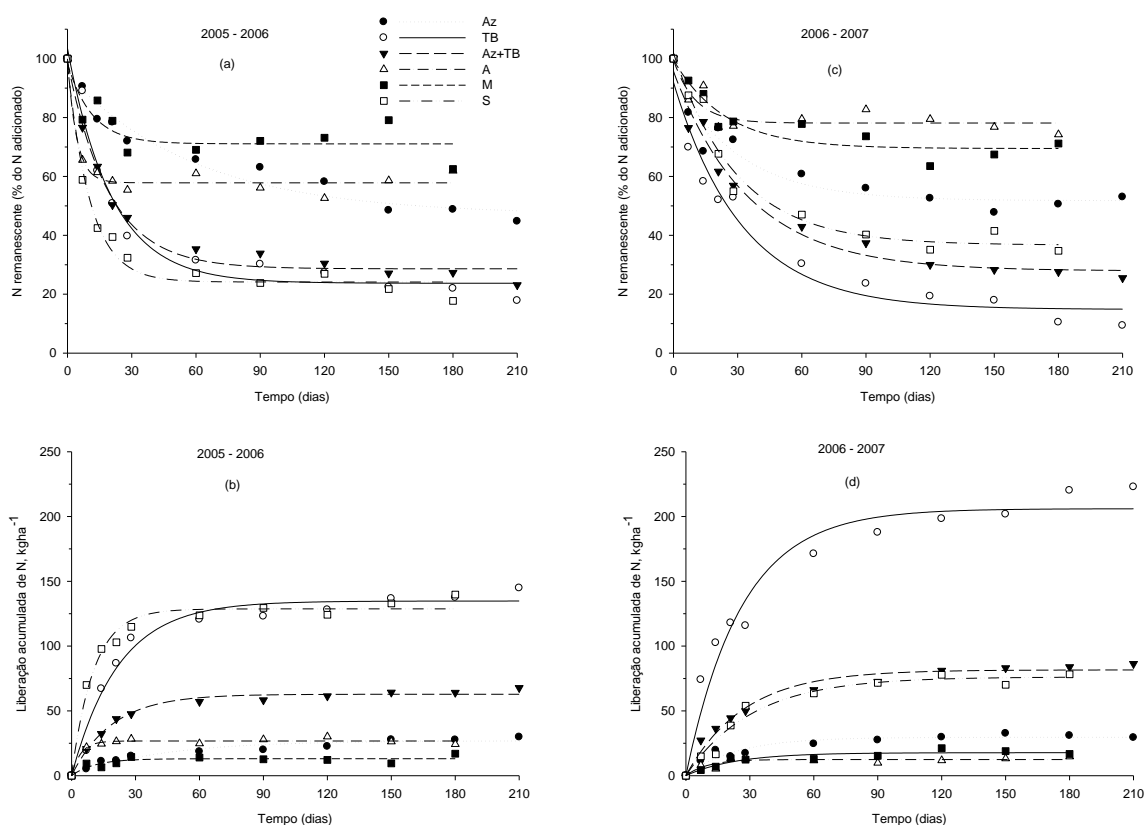 2005 - 2006
(a)
Az
TB
Az+TB
A
M
S
N remanescente (% do N adicionado)
100
80
60
40
20
0
0 30 60 90 120 150 180 210
Tempo (dias)
2006 - 2007
(c)
N remanescente (% do N adicionado)
100
80
60
40
20
0
0 30 60 90 120 150 180 210
Tempo (dias)
2005 - 2006
(b)
Liberação acumulada de N, kgha⁻¹
250
200
150
100
50
0
0 30 60 90 120 150 180 210
Tempo (dias)
2006 - 2007
(d)
Liberação acumulada de N, kgha⁻¹
250
200
150
100
50
0
0 30 60 90 120 150 180 210
Tempo (dias)